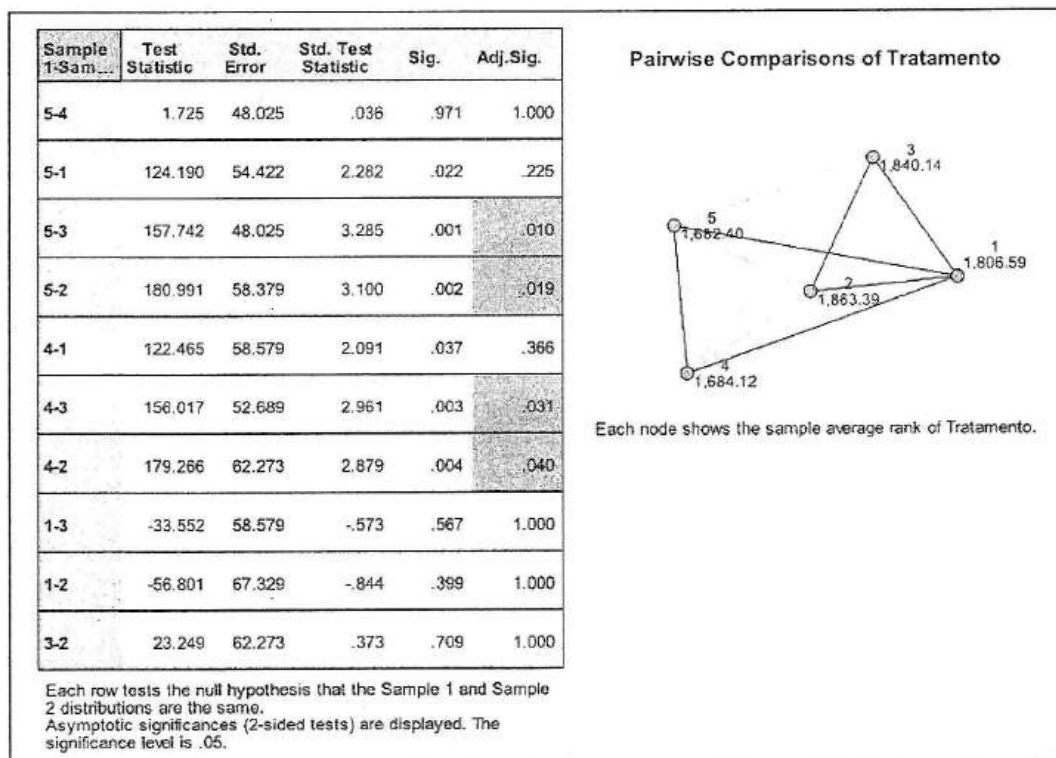 Sample 1-Sam... Test Statistic Std. Error Std. Test Statistic Sig. Adj.Sig.
5-4 1.725 48.025 .036 .971 1.000
5-1 124.190 54.422 2.282 .022 .225
5-3 157.742 48.025 3.285 .001 .010
5-2 180.991 58.379 3.100 .002 .019
4-1 122.465 58.579 2.091 .037 .366
4-3 156.017 52.689 2.961 .003 .031
4-2 179.266 62.273 2.879 .004 .040
1-3 -33.552 58.579 -.573 .567 1.000
1-2 -56.801 67.329 -.844 .399 1.000
3-2 23.249 62.273 .373 .709 1.000
Each row tests the null hypothesis that the Sample 1 and Sample
2 distributions are the same.
Asymptotic significances (2-sided tests) are displayed. The
significance level is .05.
Pairwise Comparisons of Tratamento
3
1,840.14
5
1,682.40
1
1,806.59
2
1,863.39
4
1,684.12
Each node shows the sample average rank of Tratamento.